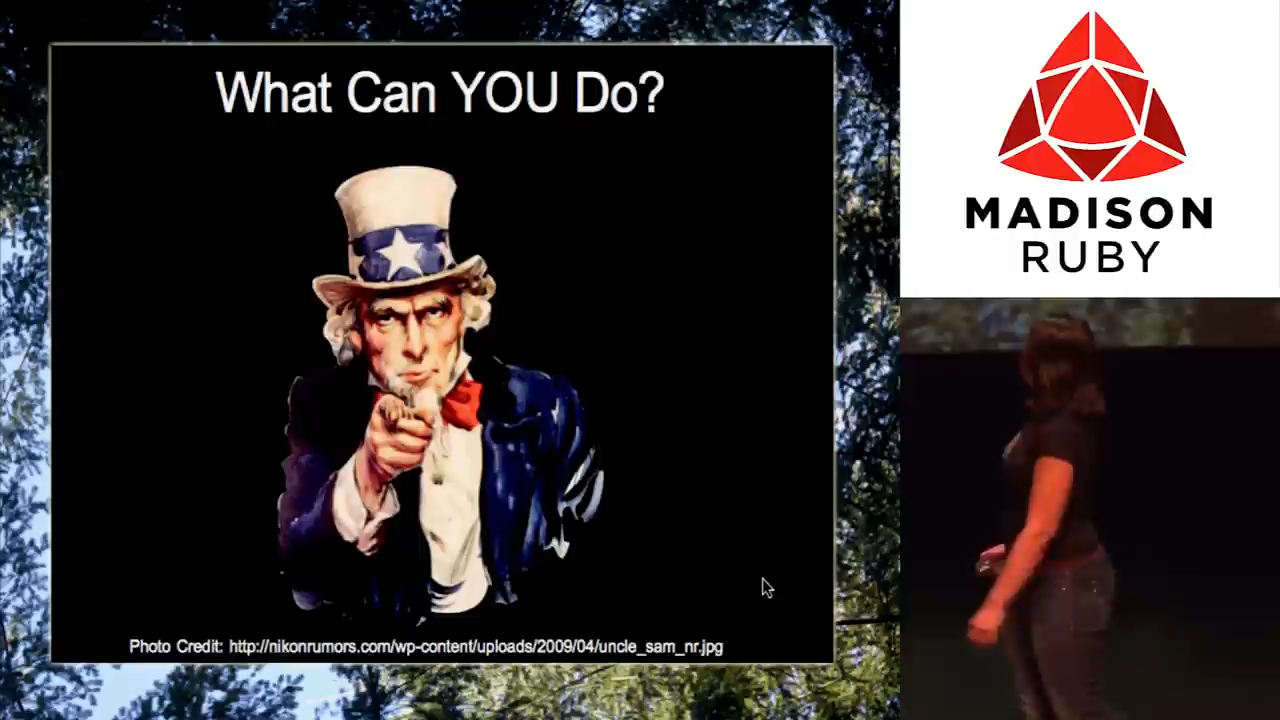 What Can YOU Do?
Photo Credit: http://nikonrumors.com/wp-content/uploads/2009/04/uncle_sam_nr.jpg
MADISON
RUBY